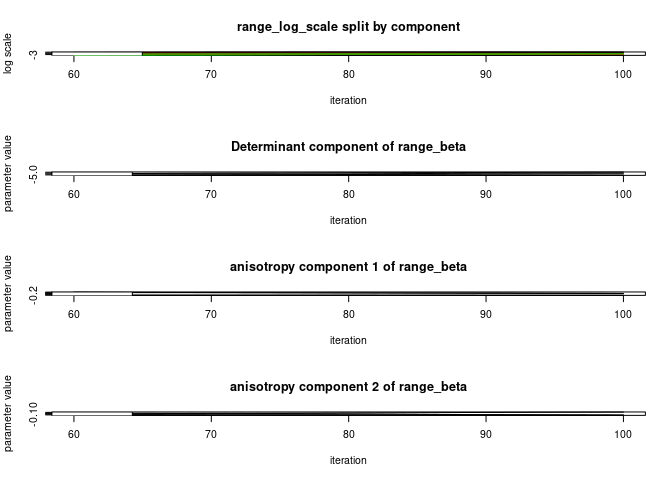 range_log_scale split by component
log scale
-3
60 70 80 90 100
iteration
Determinant component of range_beta
parameter value
-5.0
60 70 80 90 100
iteration
anisotropy component 1 of range_beta
parameter value
-0.2
60 70 80 90 100
iteration
anisotropy component 2 of range_beta
parameter value
-0.10
60 70 80 90 100
iteration